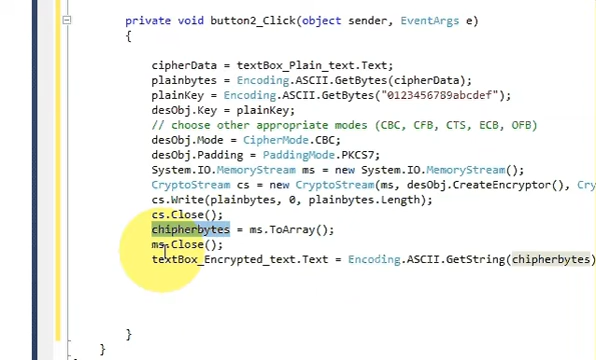 private void button2_Click(object sender, EventArgs e)
{
cipherData = textBox_Plain_text.Text;
plainbytes = Encoding.ASCII.GetBytes(cipherData);
plainKey = Encoding.ASCII.GetBytes("0123456789abcdef");
desObj.Key = plainKey;
// choose other appropriate modes (CBC, CFB, CTS, ECB, OFB)
desObj.Mode = CipherMode.CBC;
desObj.Padding = PaddingMode.PKCS7;
System.IO.MemoryStream ms = new System.IO.MemoryStream();
CryptoStream cs = new CryptoStream(ms, desObj.CreateEncryptor(), Cry
cs.Write(plainbytes, 0, plainbytes.Length);
cs.Close();
chipherbytes = ms.ToArray();
ms.Close();
textBox_Encrypted_text.Text = Encoding.ASCII.GetString(chipherbytes)
}
}